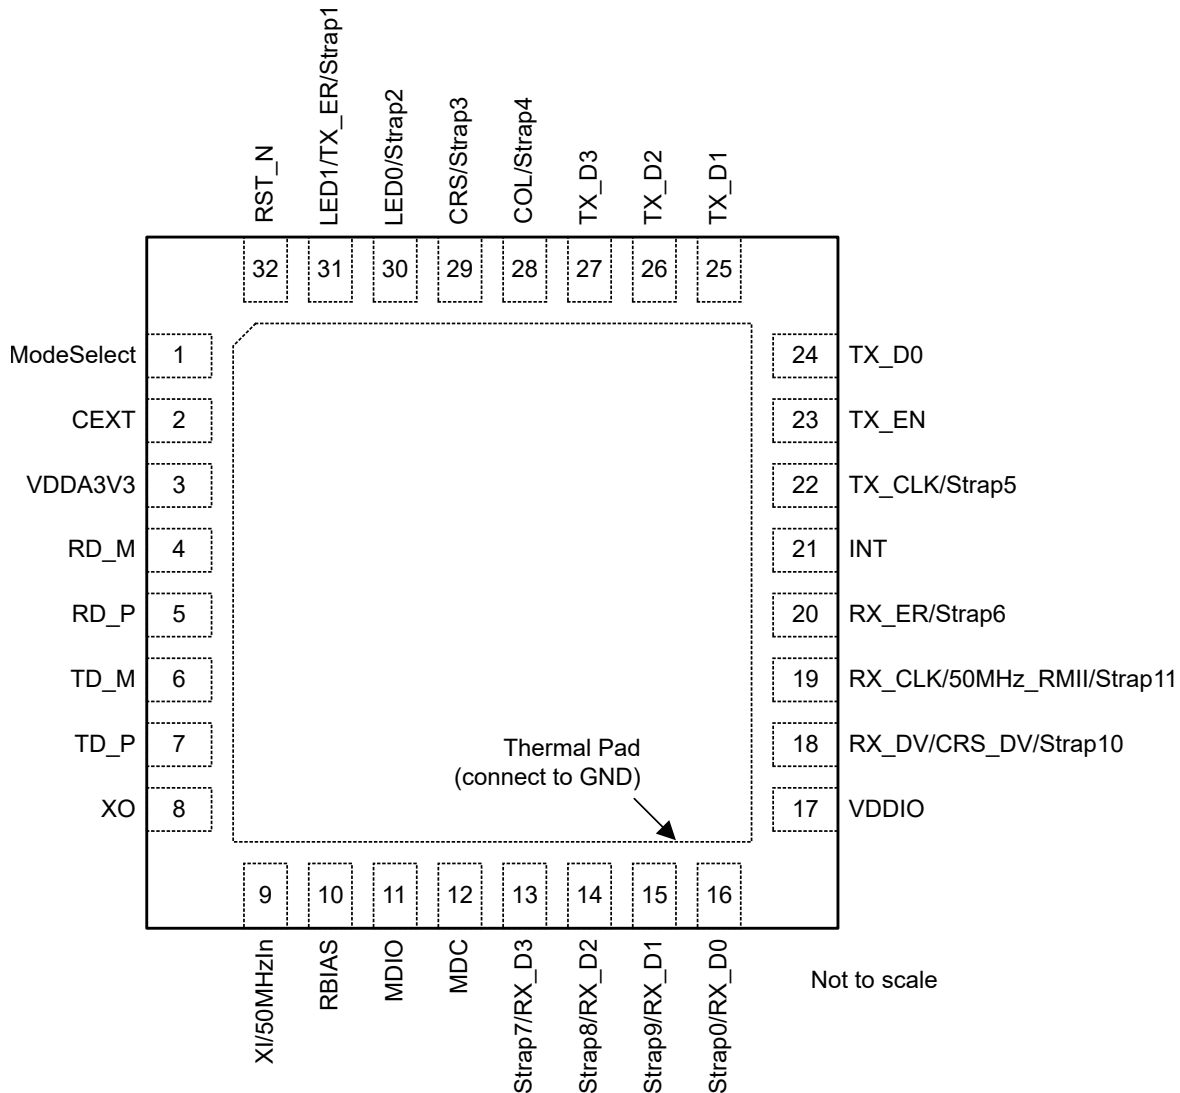 RST_N
LED1/TX_ER/Strap1
LED0/Strap2
CRS/Strap3
COL/Strap4
TX_D3
TX_D2
TX_D1
32
31
30
29
28
27
26
25
ModeSelect
1
24
TX_D0
CEXT
2
23
TX_EN
VDDA3V3
3
22
TX_CLK/Strap5
RD_M
4
21
INT
RD_P
5
20
RX_ER/Strap6
TD_M
6
19
RX_CLK/50MHz_RMII/Strap11
TD_P
7
18
RX_DV/CRS_DV/Strap10
XO
8
17
VDDIO
Thermal Pad
(connect to GND)
9
10
11
12
13
14
15
16
XI/50MHzIn
RBIAS
MDIO
MDC
Strap7/RX_D3
Strap8/RX_D2
Strap9/RX_D1
Strap0/RX_D0
Not to scale